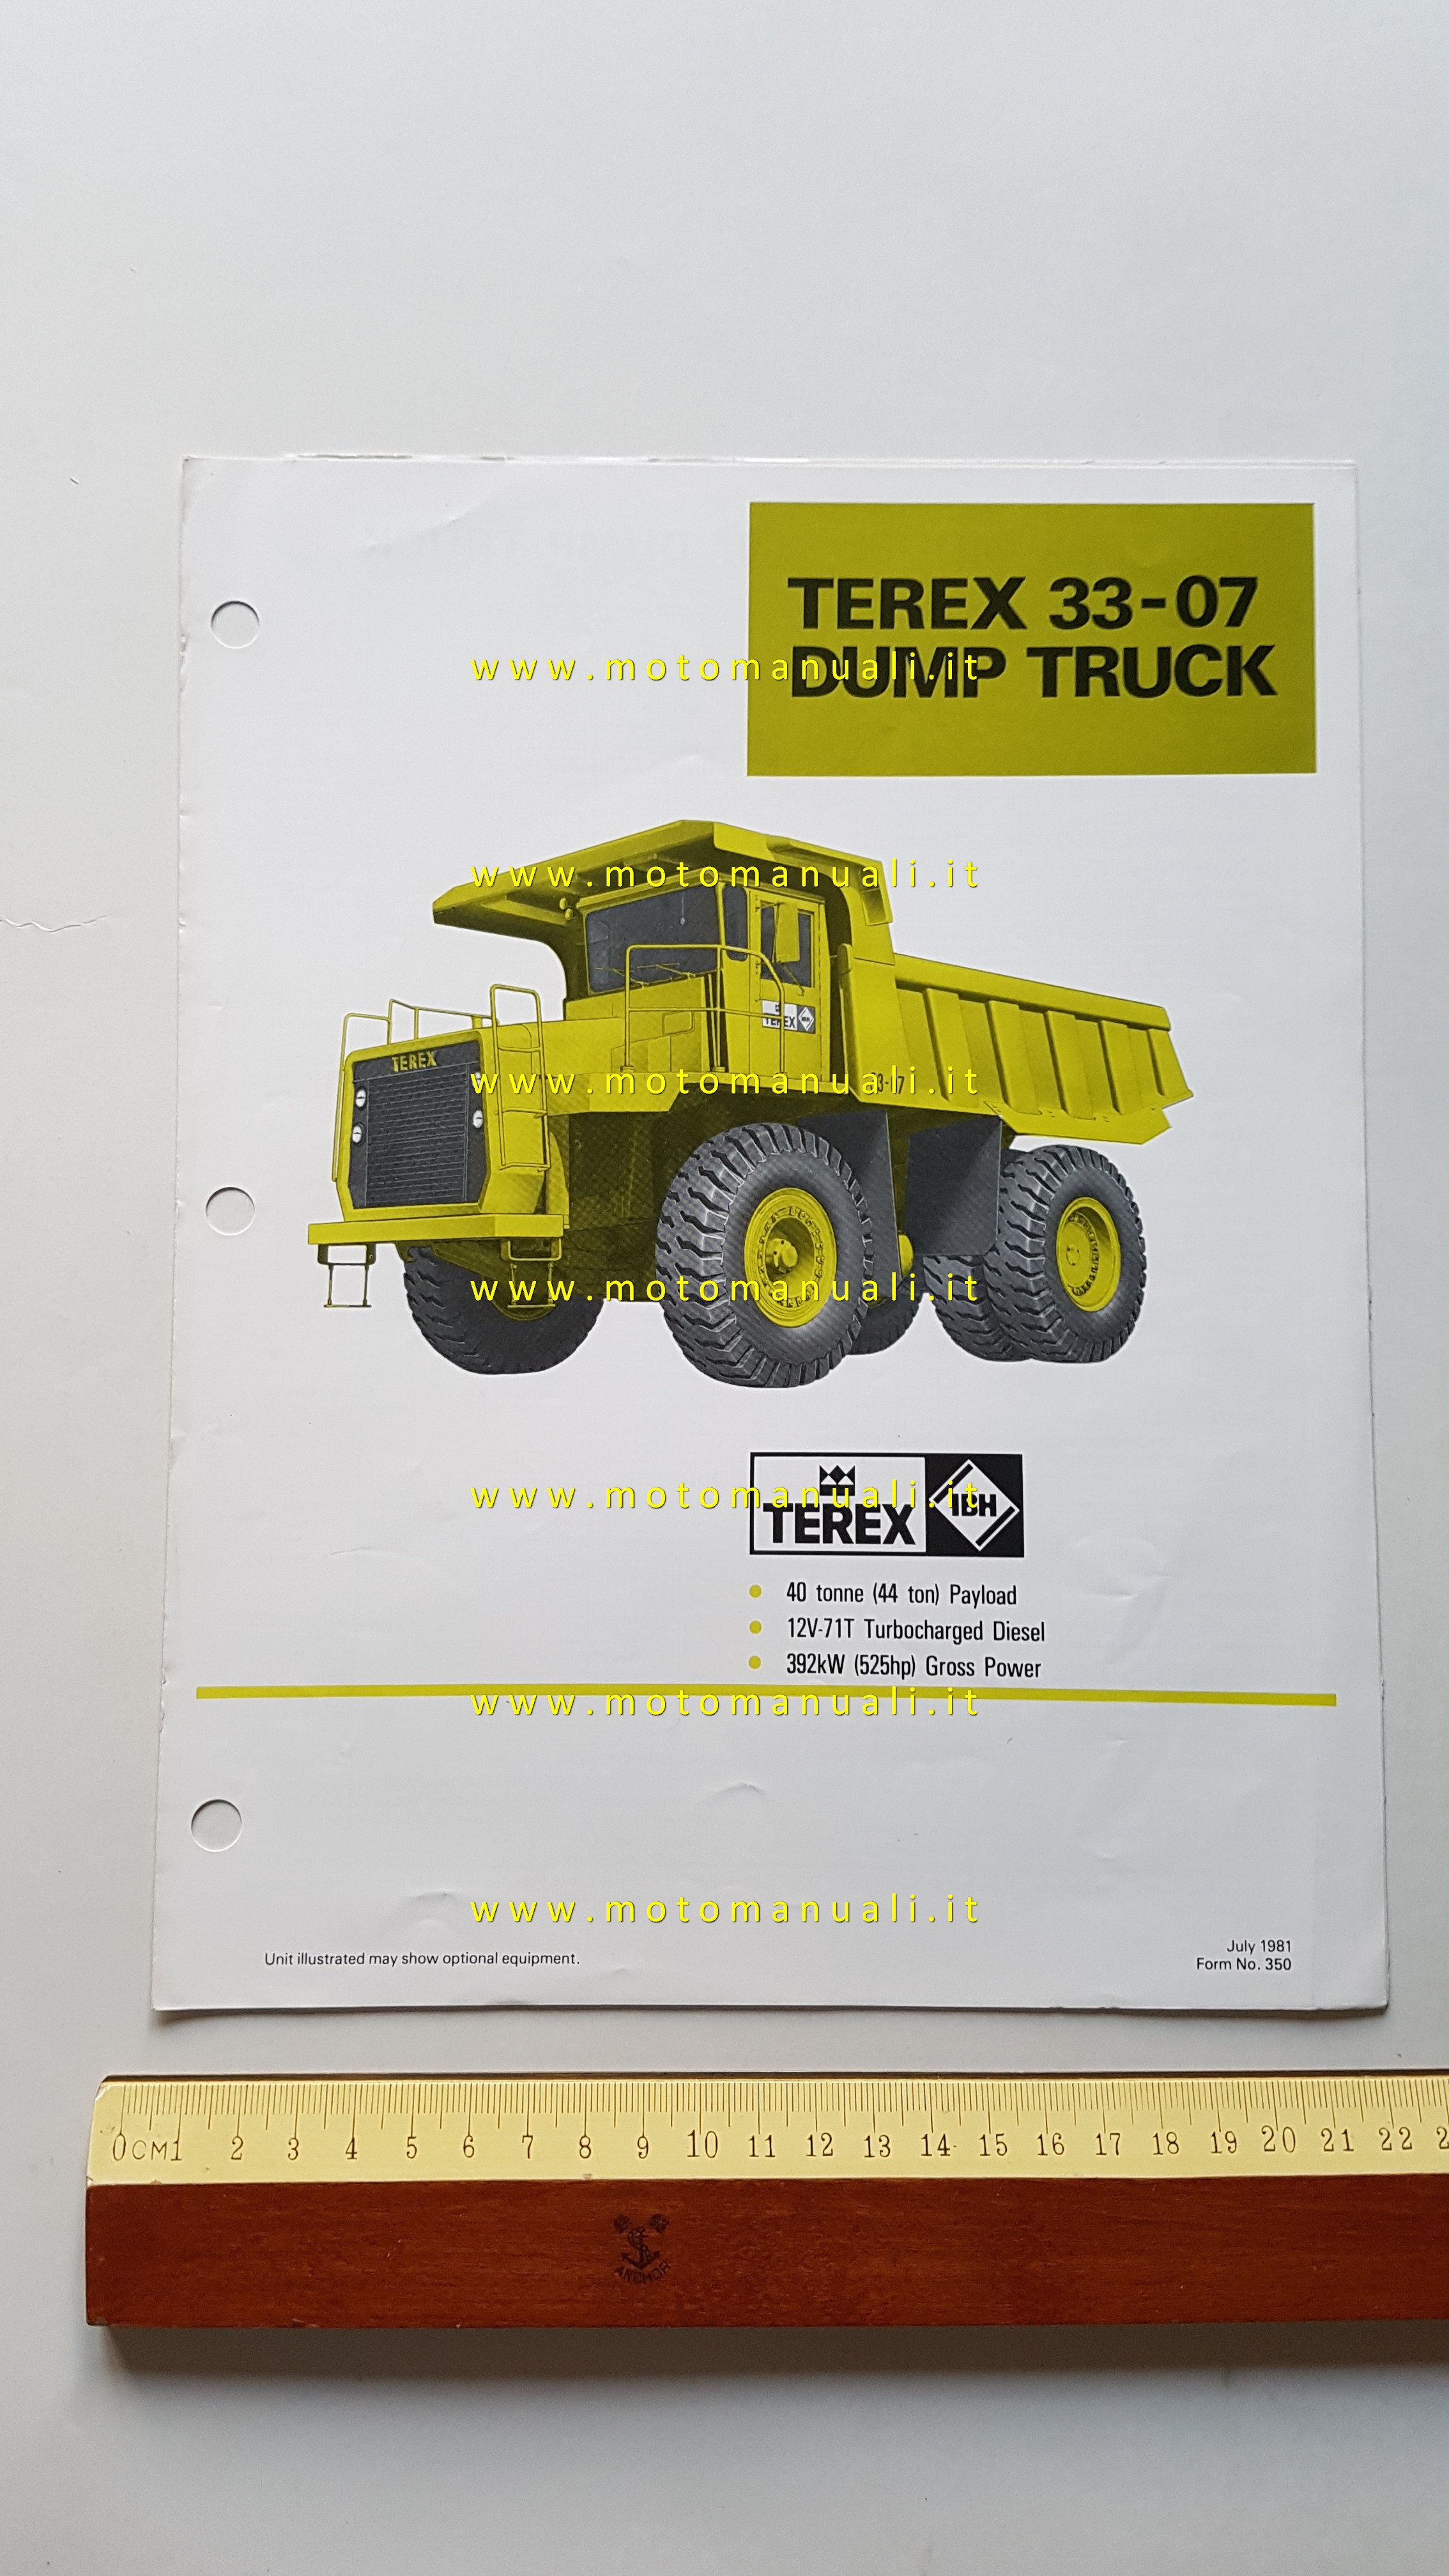 TEREX 33-07
DUMP TRUCK
www.motomanuali.it
www.motomanuali.it
TEREX IBH
TEREX
www.motomanuali.it
33-07
www.motomanuali.it
www.motomanuali.it
TEREX IBH
40 tonne (44 ton) Payload
12V-71T Turbocharged Diesel
392kW (525hp) Gross Power
www.motomanuali.it
www.motomanuali.it
Unit illustrated may show optional equipment.
July 1981
Form No. 350
0CM1 2 3 4 5 6 7 8 9 10 11 12 13 14 15 16 17 18 19 20 21 22 2
ANCHOR